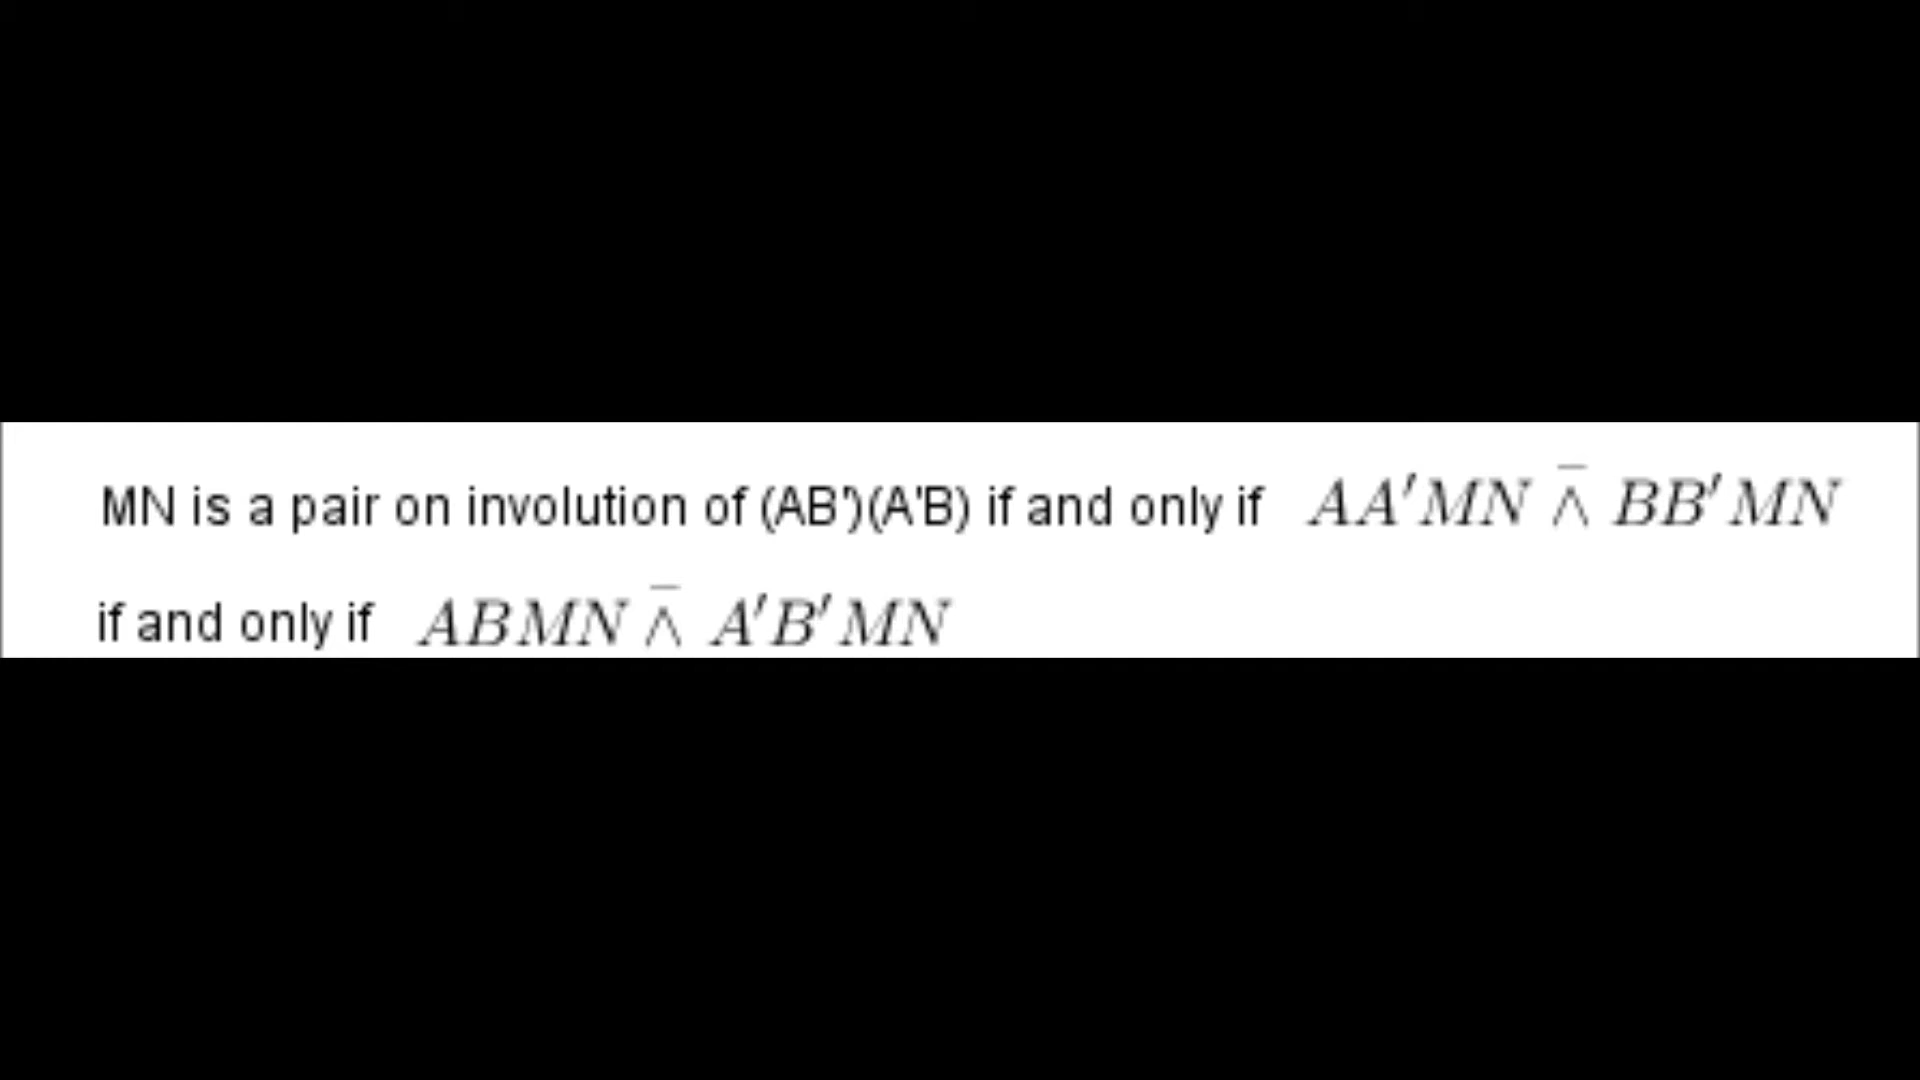 MN is a pair on involution of (AB')(A'B) if and only if AA′MN ⊼ BB′MN
if and only if ABMN ⊼ A′B′MN